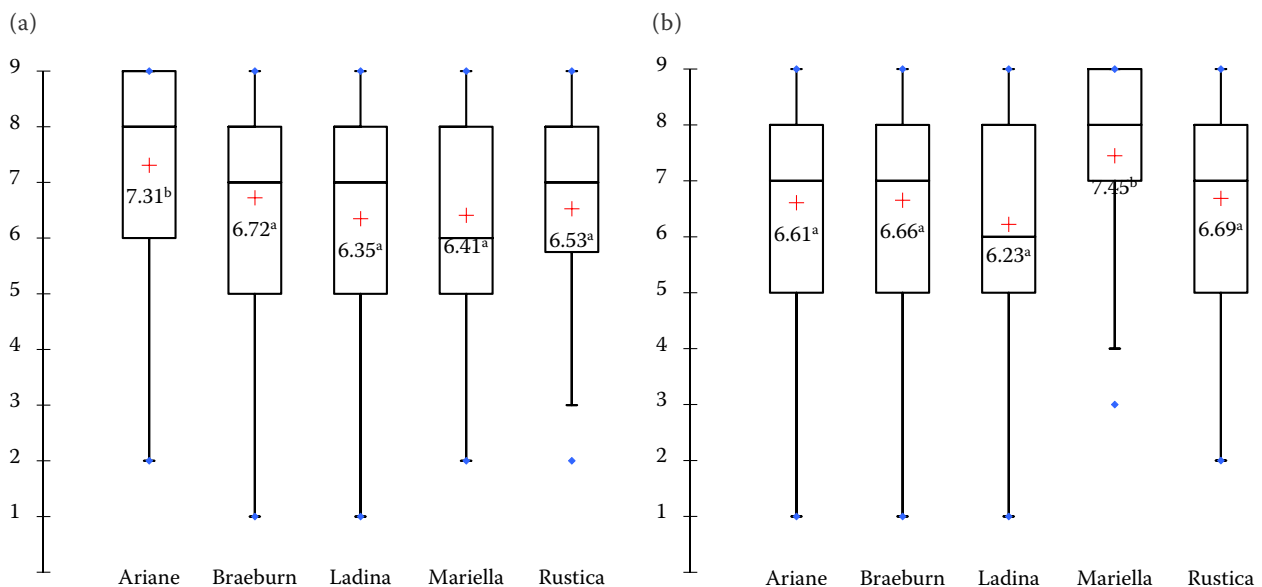 (a)
9
8
7
6
5
4
3
2
1
7.31ᵇ
6.72ᵃ
6.35ᵃ
6.41ᵃ
6.53ᵃ
Ariane Braeburn Ladina Mariella Rustica
(b)
9
8
7
6
5
4
3
2
1
6.61ᵃ
6.66ᵃ
6.23ᵃ
7.45ᵇ
6.69ᵃ
Ariane Braeburn Ladina Mariella Rustica